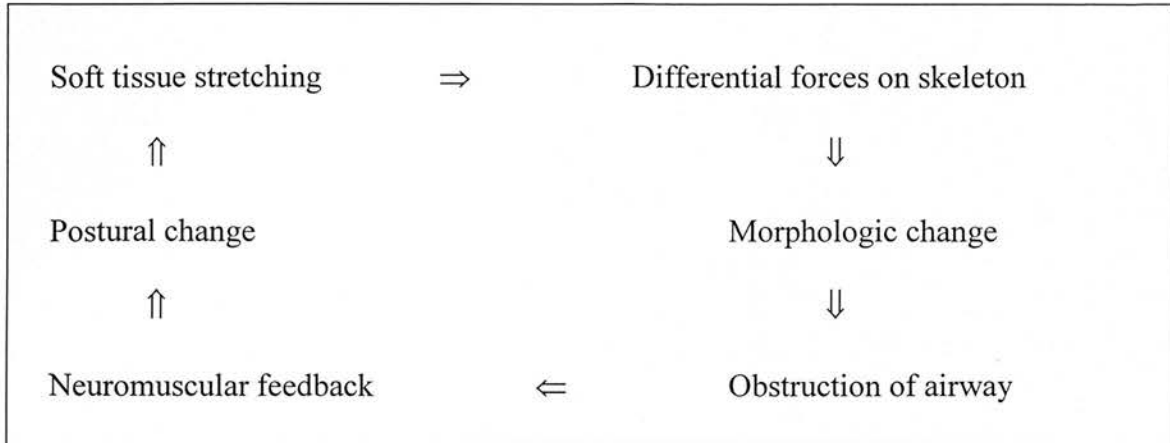 Soft tissue stretching ⇒ Differential forces on skeleton
⇑ ⇓
Postural change Morphologic change
⇑ ⇓
Neuromuscular feedback ⇐ Obstruction of airway